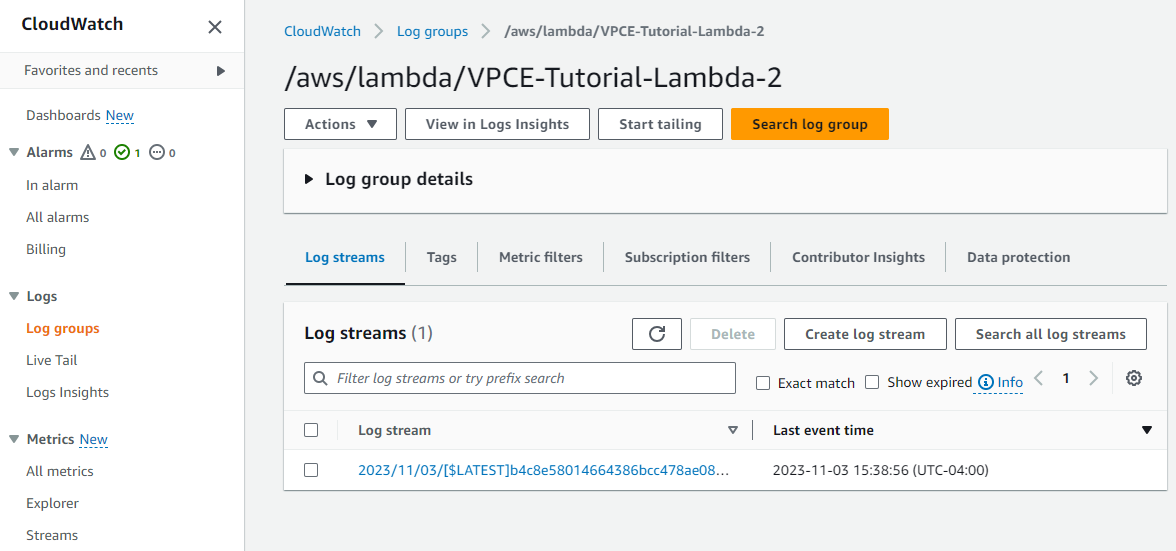 CloudWatch
Favorites and recents
Dashboards New
Alarms 0 1 0
In alarm
All alarms
Billing
Logs
Log groups
Live Tail
Logs Insights
Metrics New
All metrics
Explorer
Streams
CloudWatch Log groups /aws/lambda/VPCE-Tutorial-Lambda-2
/aws/lambda/VPCE-Tutorial-Lambda-2
Actions View in Logs Insights Start tailing Search log group
Log group details
Log streams Tags Metric filters Subscription filters Contributor Insights Data protection
Log streams (1) Delete Create log stream Search all log streams
Filter log streams or try prefix search Exact match Show expired Info 1
Log stream Last event time
2023/11/03/[$LATEST]b4c8e58014664386bcc478ae08... 2023-11-03 15:38:56 (UTC-04:00)